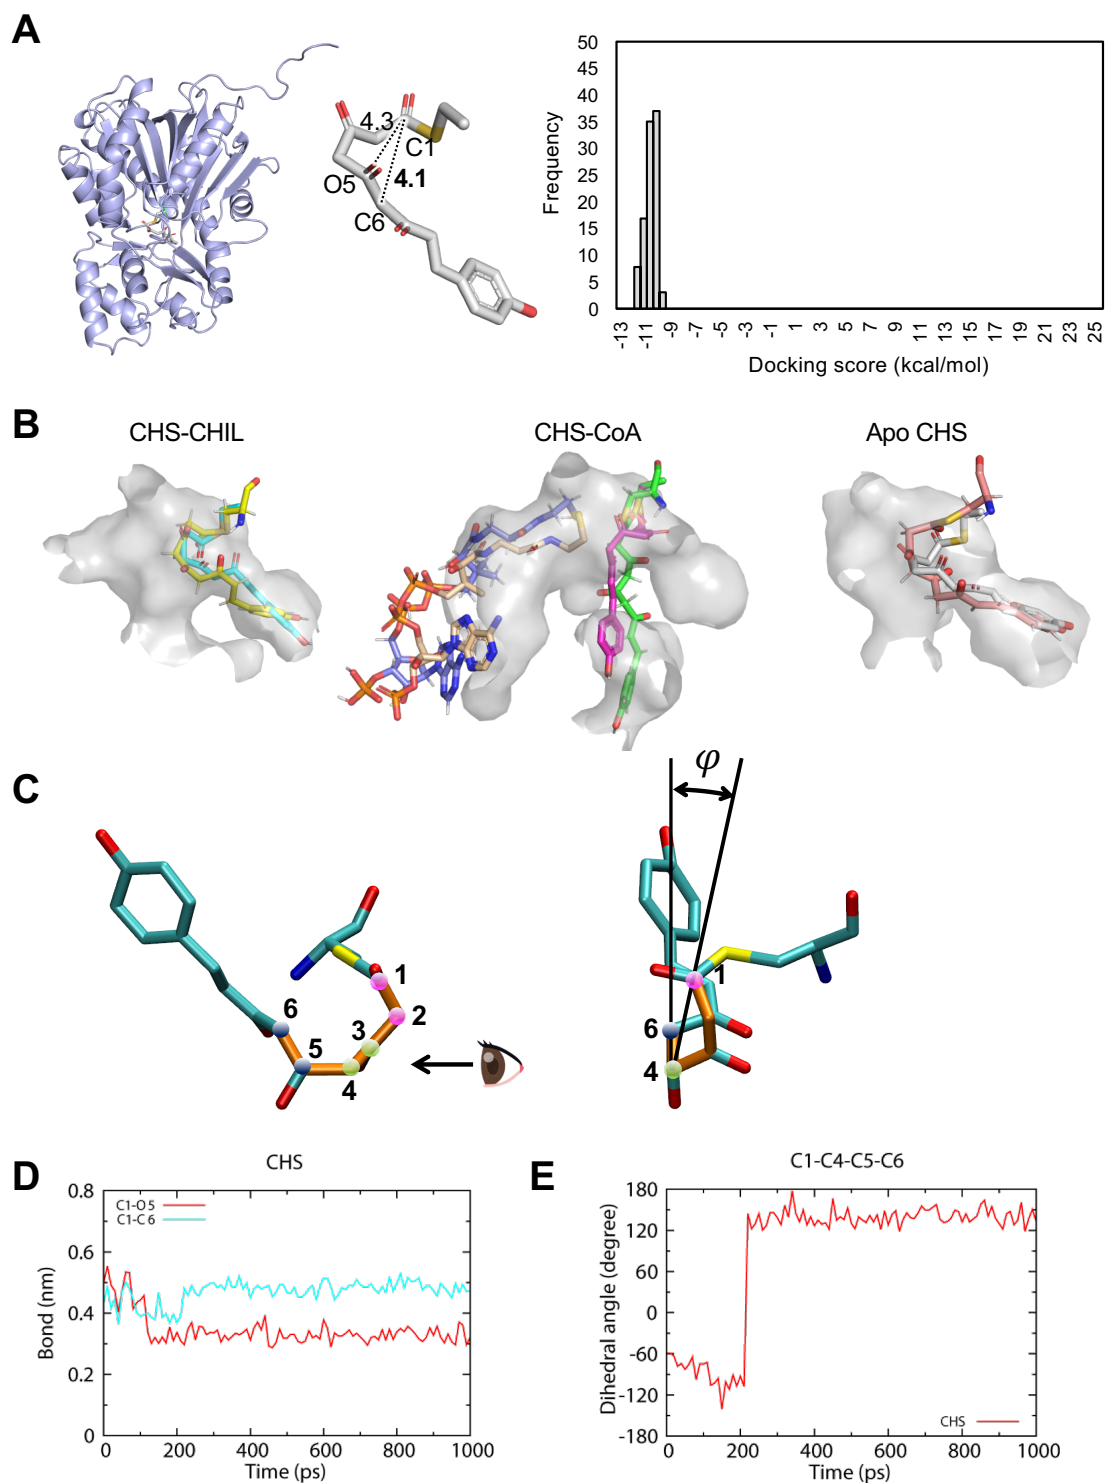 A
4.3
C1
O5
4.1
C6
Frequency
50
45
40
35
30
25
20
15
10
5
0
-13
-11
-9
-7
-5
-3
-1
1
3
5
7
9
11
13
15
17
19
21
23
25
Docking score (kcal/mol)
B
CHS-CHIL
CHS-CoA
Apo CHS
C
φ
1
2
3
6
5
4
1
6
4
D
CHS
C1-O5
C1-C6
Bond (nm)
0.8
0.6
0.4
0.2
0
0
200
400
600
800
1000
Time (ps)
E
C1-C4-C5-C6
Dihedral angle (degree)
180
120
60
0
-60
-120
-180
CHS
0
200
400
600
800
1000
Time (ps)